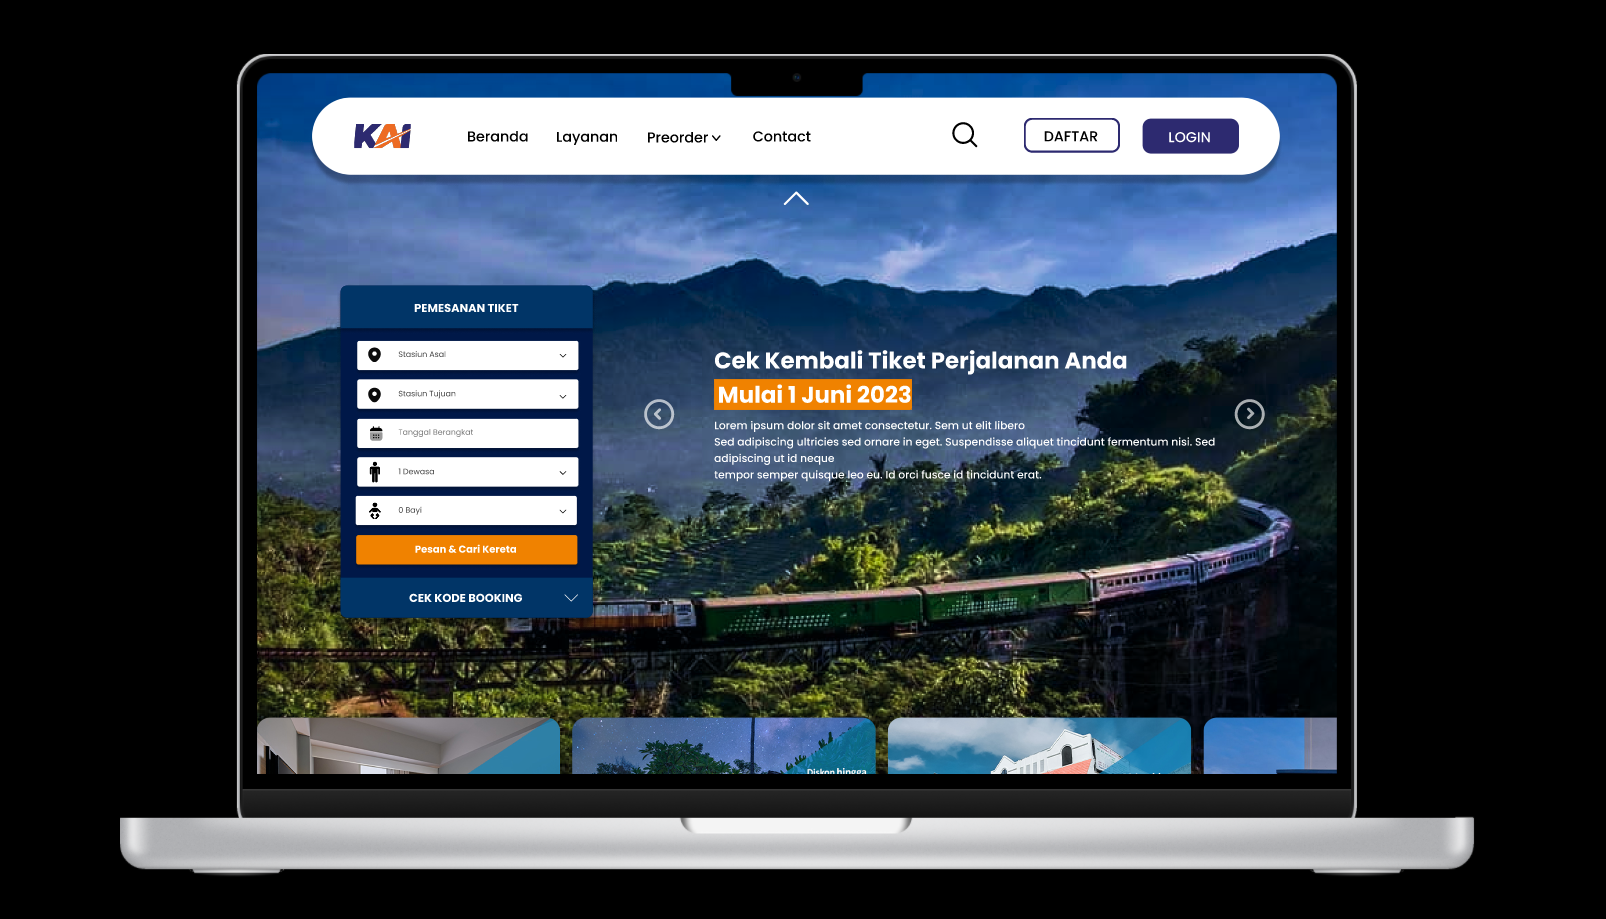 KAI
Beranda
Layanan
Preorder
Contact
DAFTAR
LOGIN
PEMESANAN TIKET
Stasiun Asal
Stasiun Tujuan
Tanggal Berangkat
1 Dewasa
0 Bayi
Pesan & Cari Kereta
CEK KODE BOOKING
Cek Kembali Tiket Perjalanan Anda
Mulai 1 Juni 2023
Lorem ipsum dolor sit amet consectetur. Sem ut elit libero
Sed adipiscing ultricies sed ornare in eget. Suspendisse aliquet tincidunt fermentum nisi. Sed
adipiscing ut id neque
tempor semper quisque leo eu. Id orci fusce id tincidunt erat.
Diskon hingga